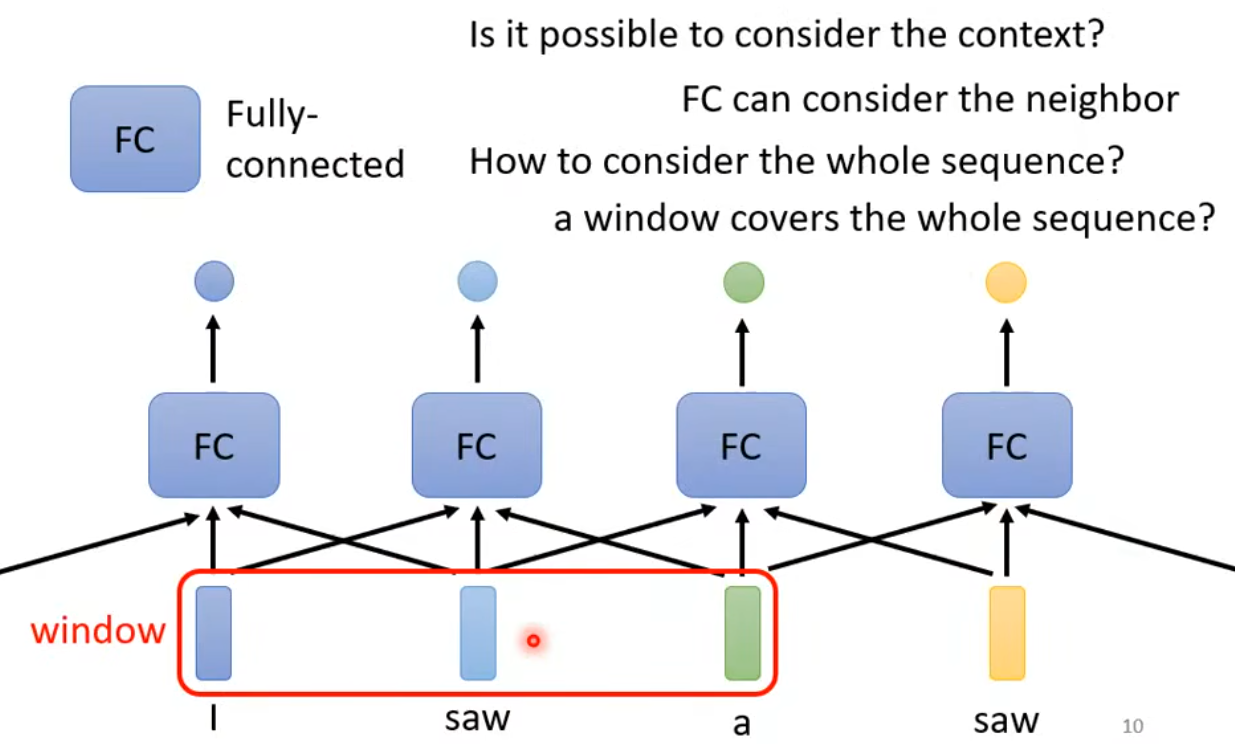 Is it possible to consider the context?
FC can consider the neighbor
How to consider the whole sequence?
a window covers the whole sequence?
FC
Fully-
connected
FC FC FC FC
window
I saw a saw
10